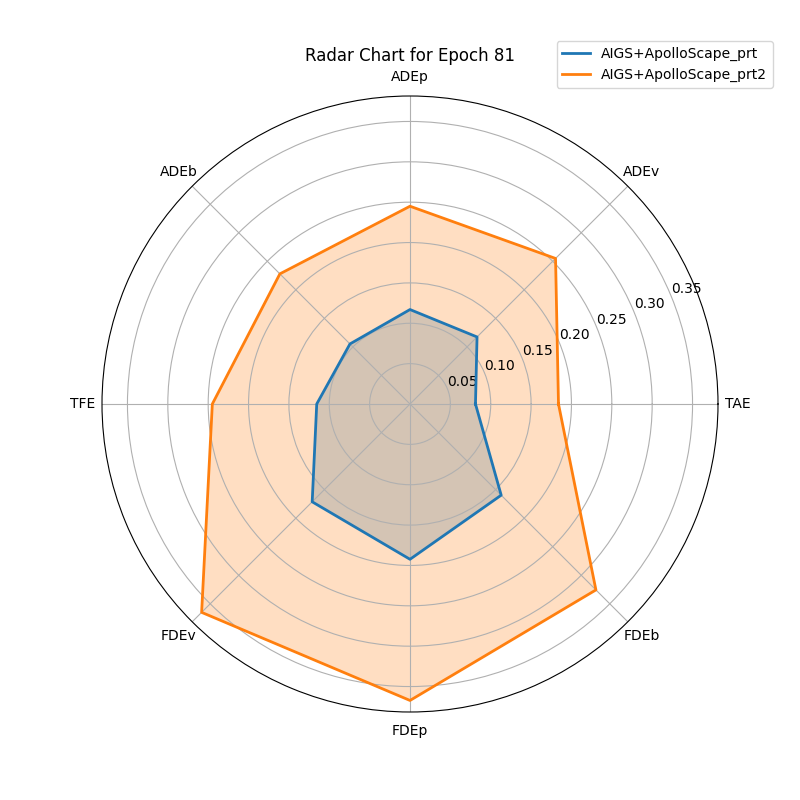 Radar Chart for Epoch 81
AIGS+ApolloScape_prt
AIGS+ApolloScape_prt2
ADEp
ADEb
ADEv
0.35
0.30
0.25
0.20
0.15
0.10
0.05
TFE
TAE
FDEv
FDEb
FDEp